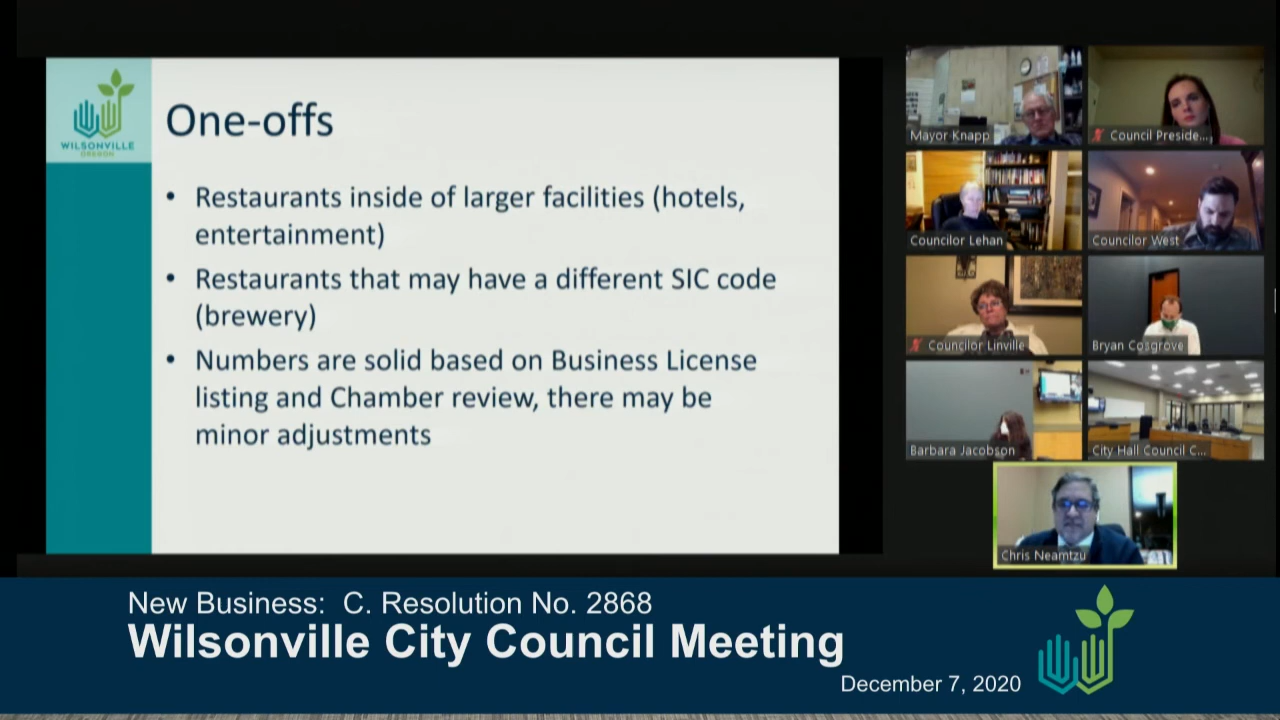 WILSONVILLE
OREGON
One-offs
• Restaurants inside of larger facilities (hotels,
entertainment)
• Restaurants that may have a different SIC code
(brewery)
• Numbers are solid based on Business License
listing and Chamber review, there may be
minor adjustments
Mayor Knapp
Council Preside...
Councilor Lehan
Councilor West
Councilor Linville
Bryan Cosgrove
Barbara Jacobson
City Hall Council C...
Chris Neamtzu
New Business: C. Resolution No. 2868
Wilsonville City Council Meeting
December 7, 2020